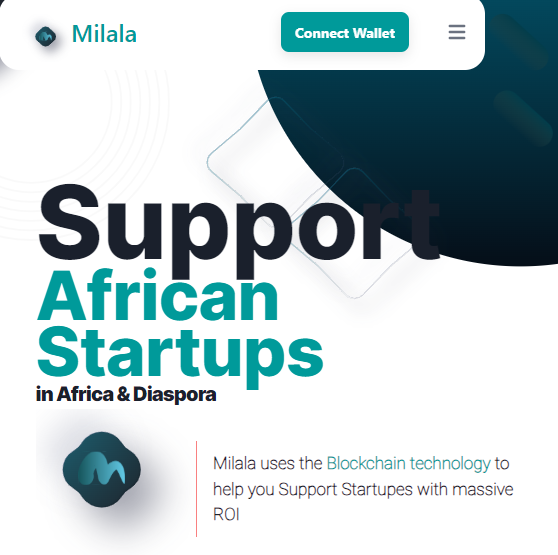 Milala
Connect Wallet
Support
African
Startups
in Africa & Diaspora
Milala uses the Blockchain technology to
help you Support Startupes with massive
ROI